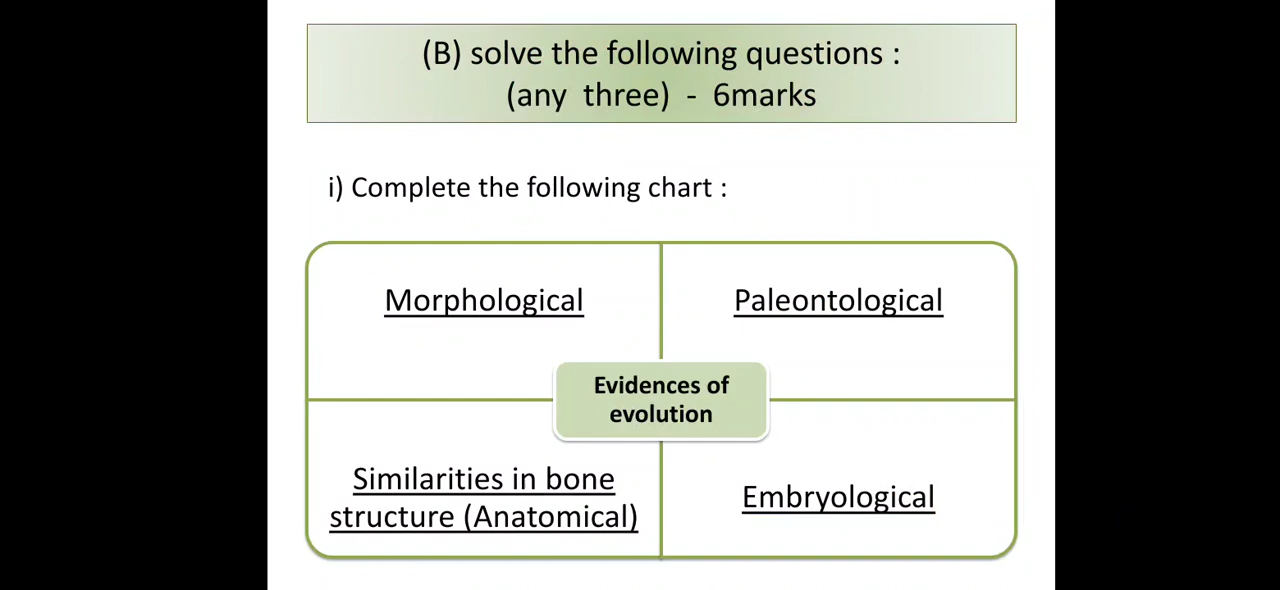 (B) solve the following questions :
(any three) - 6marks
i) Complete the following chart :
Morphological
Paleontological
Evidences of
evolution
Similarities in bone
structure (Anatomical)
Embryological